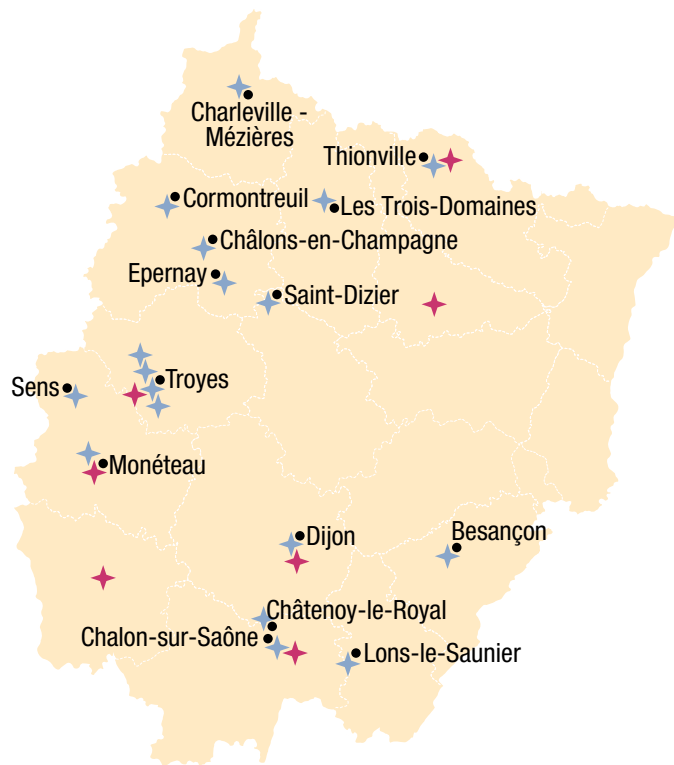 Charleville -
Mézières
Thionville
Cormontreuil
Les Trois-Domaines
Châlons-en-Champagne
Epernay
Saint-Dizier
Troyes
Sens
Monéteau
Dijon
Besançon
Châtenoy-le-Royal
Chalon-sur-Saône
Lons-le-Saunier